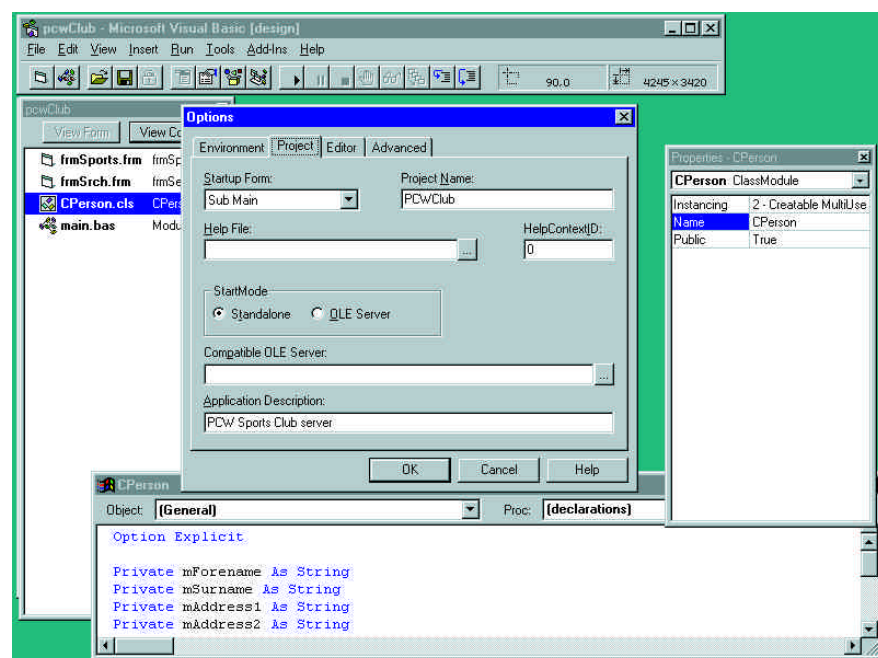 pcwClub - Microsoft Visual Basic [design]
File Edit View Insert Run Tools Add-Ins Help
90,0
4245×3420
pcwClub
View Form
View Co
frmSports.frm frmSp
frmSrch.frm frmSe
CPerson.cls CPers
main.bas Modu
Options
Environment Project Editor Advanced
Startup Form:
Project Name:
Sub Main
PCwClub
Help File:
HelpContextID:
...
0
StartMode
Standalone OLE Server
Compatible OLE Server:
...
Application Description:
PCW Sports Club server
OK Cancel Help
Properties - CPerson
CPerson ClassModule
Instancing 2 - Creatable MultiUse
Name CPerson
Public True
CPerson
Object: (General) Proc: (declarations)
Option Explicit
Private mForename As String
Private mSurname As String
Private mAddress1 As String
Private mAddress2 As String